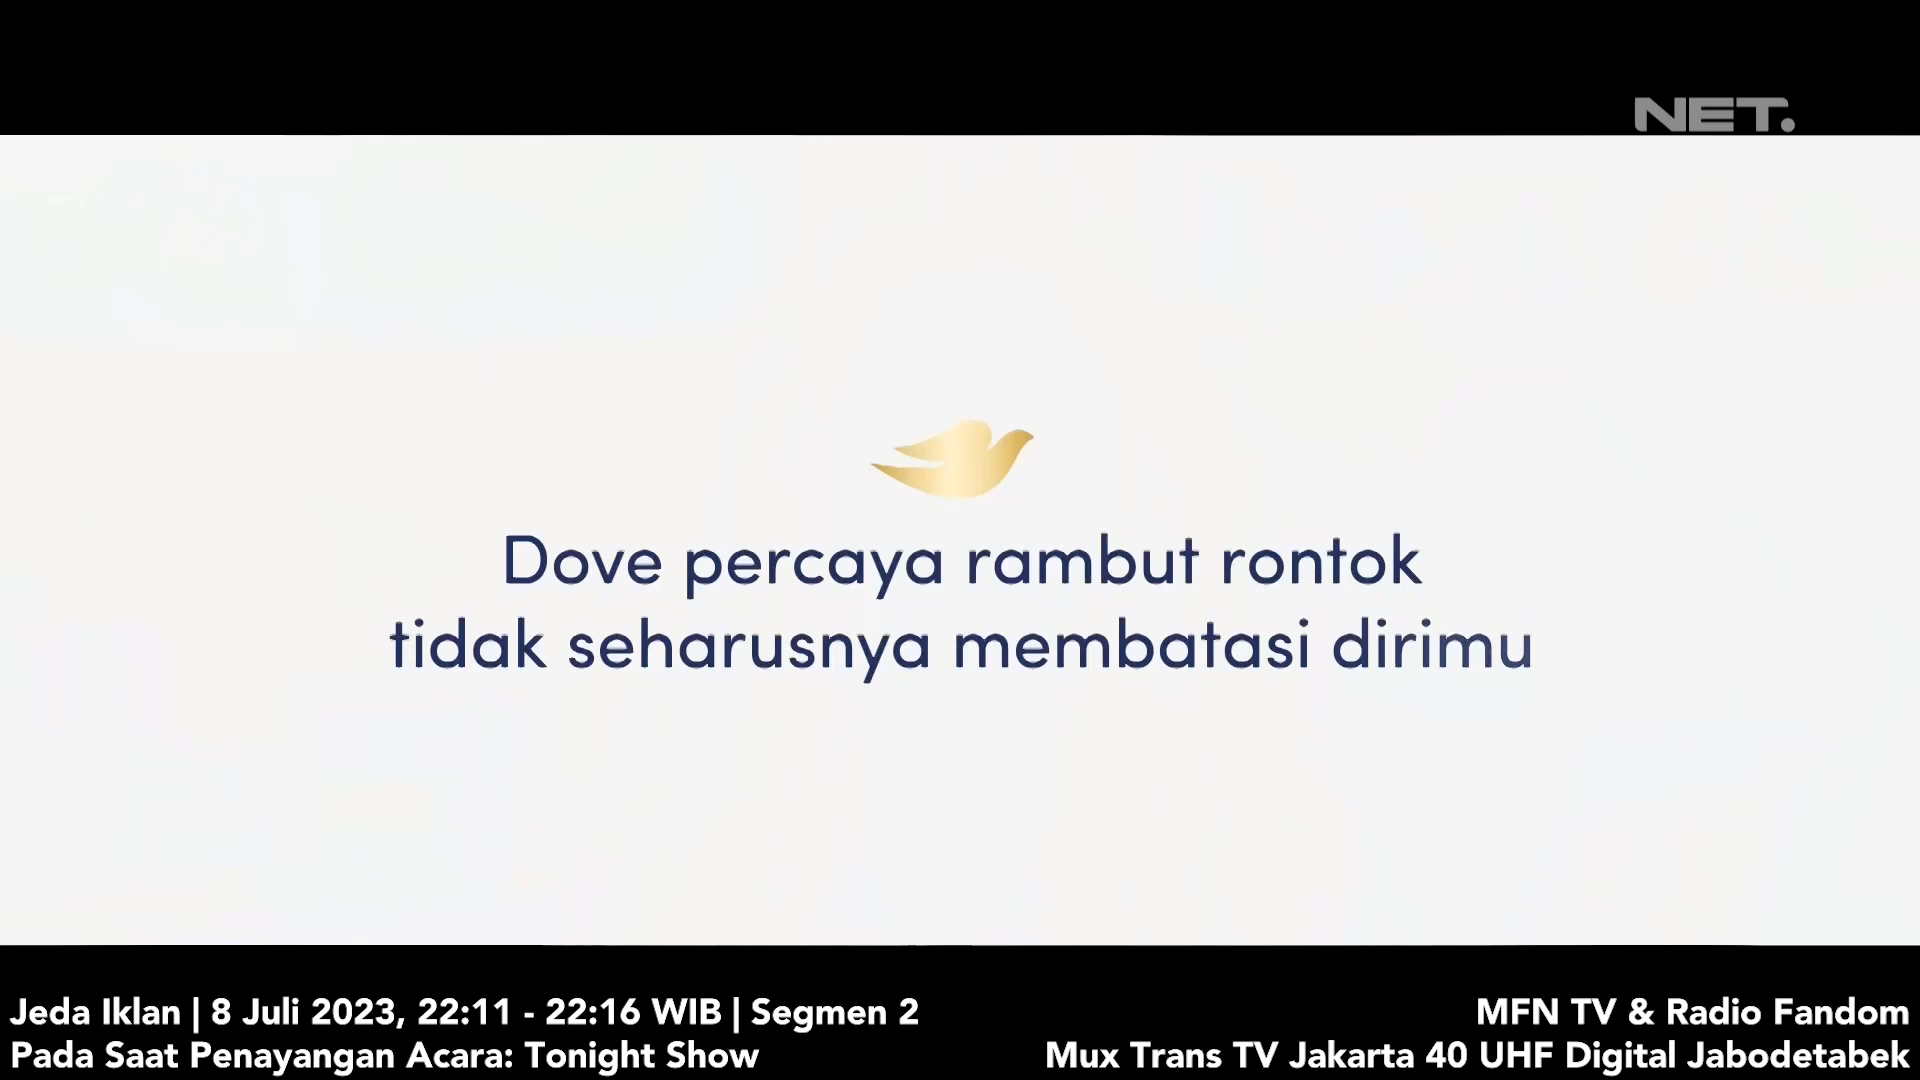 NET.
Dove percaya rambut rontok
tidak seharusnya membatasi dirimu
Jeda Iklan | 8 Juli 2023, 22:11 - 22:16 WIB | Segmen 2
Pada Saat Penayangan Acara: Tonight Show
MFN TV & Radio Fandom
Mux Trans TV Jakarta 40 UHF Digital Jabodetabek